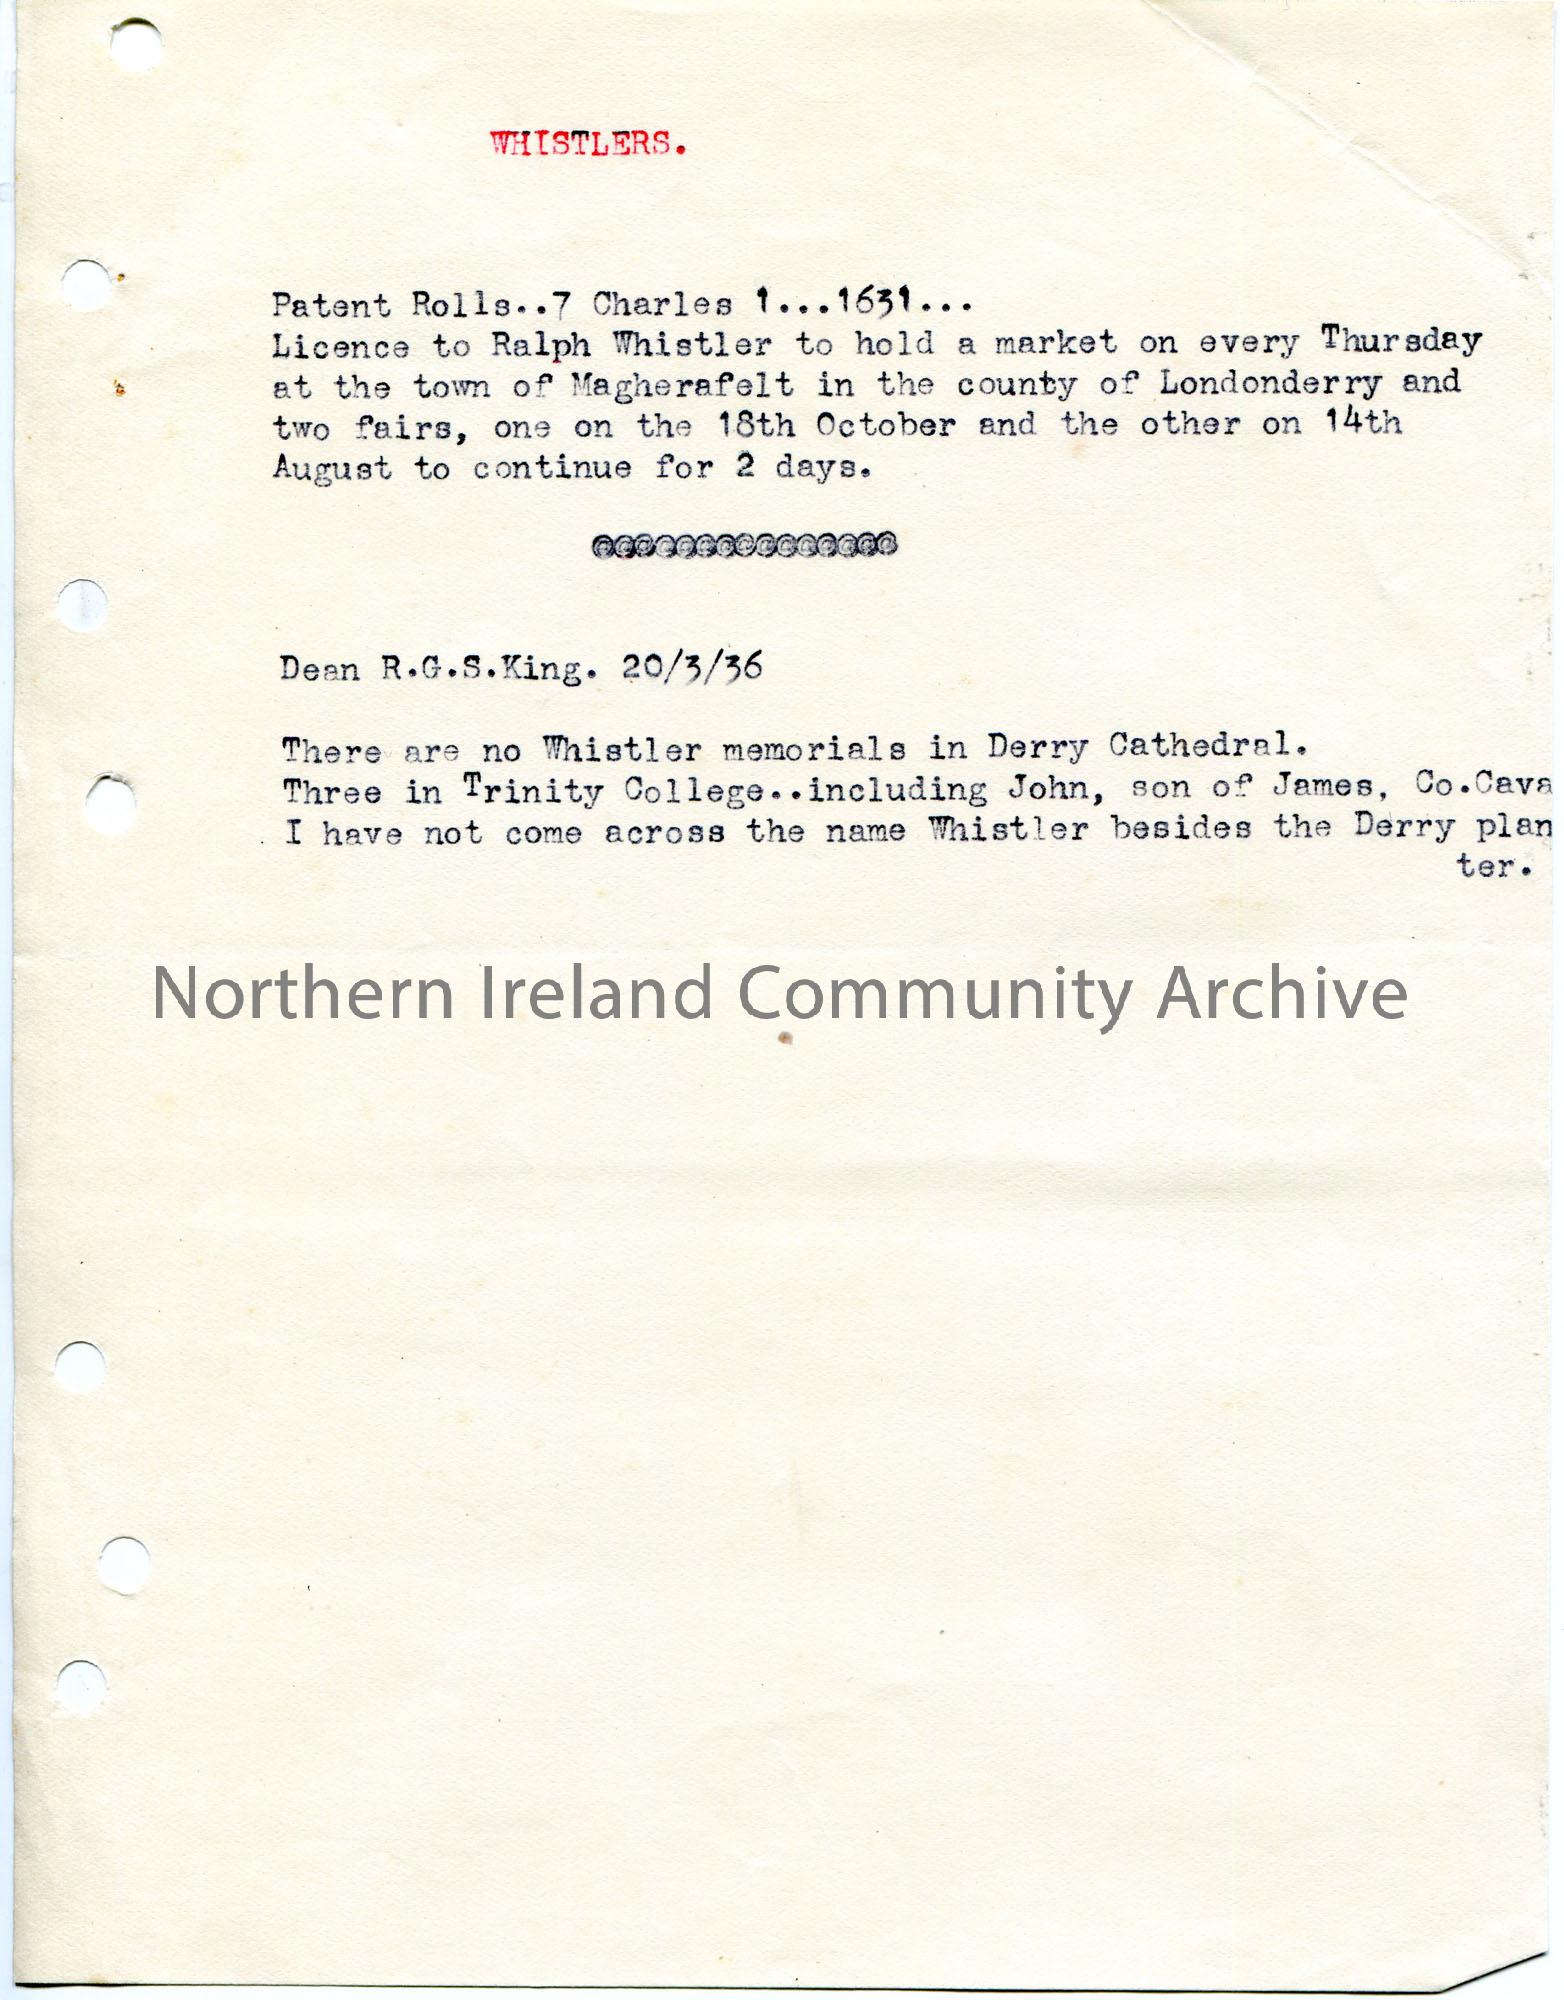 WHISTLERS.
Patent Rolls..7 Charles 1...1631...
Licence to Ralph Whistler to hold a market on every Thursday
at the town of Magherafelt in the county of Londonderry and
two fairs, one on the 18th October and the other on 14th
August to continue for 2 days.
@@@@@@@@@@@@@@@
Dean R.G.S.King. 20/3/36
There are no Whistler memorials in Derry Cathedral.
Three in Trinity College..including John, son of James, Co.Cava
I have not come across the name Whistler besides the Derry plan
ter.
Northern Ireland Community Archive